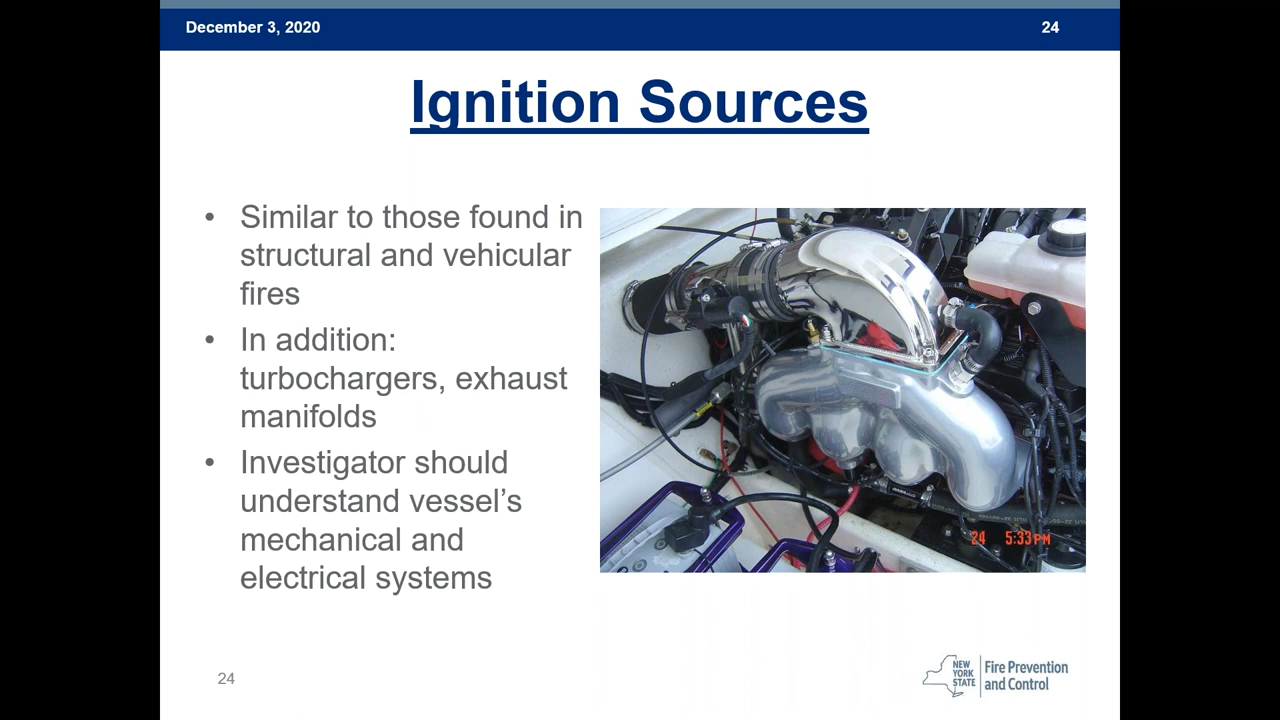 December 3, 2020
24
Ignition Sources
• Similar to those found in
structural and vehicular
fires
• In addition:
turbochargers, exhaust
manifolds
• Investigator should
understand vessel's
mechanical and
electrical systems
24 5:33PM
24
NEW
YORK
STATE
Fire Prevention
and Control